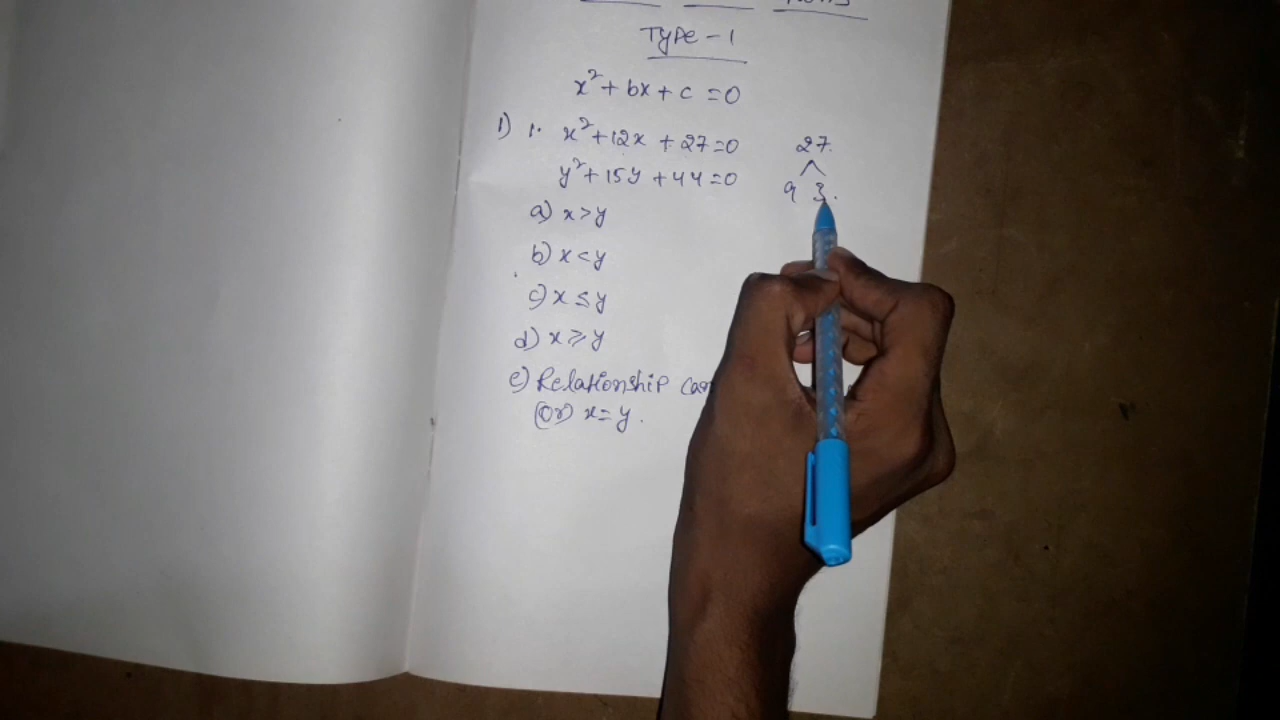 Type - 1
x² + bx + c = 0
1) 1. x² + 12x + 27 = 0
y² + 15y + 44 = 0
a) x > y
b) x < y
c) x ≤ y
d) x ≥ y
e) Relationship
(or) x = y.
27.
9 3.